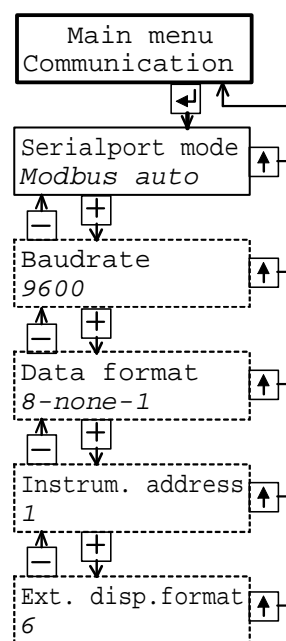 Main menu
Communication
Serialport mode
Modbus auto
Baudrate
9600
Data format
8-none-1
Instrum. address
1
Ext. disp.format
6